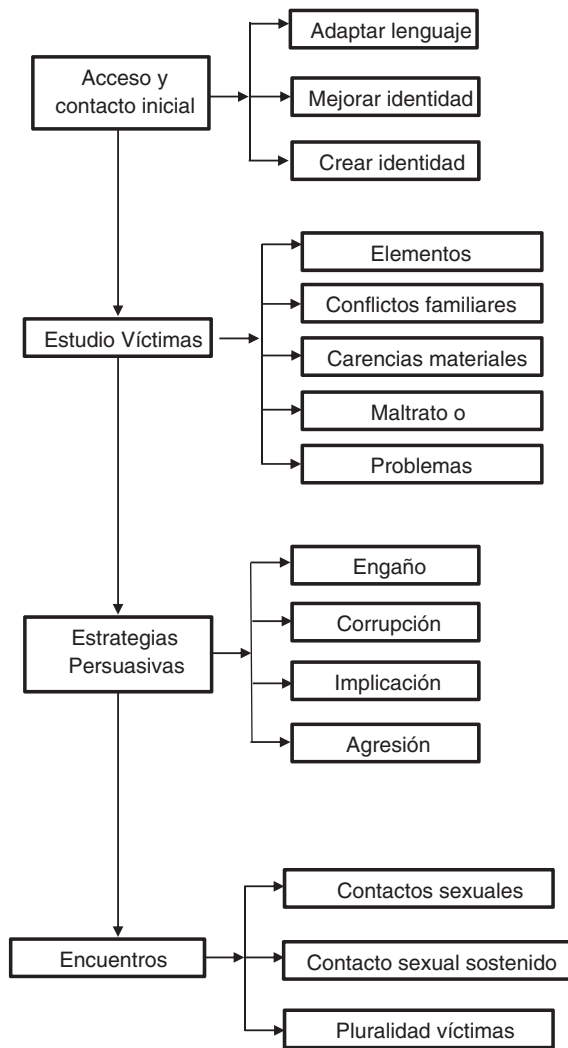 Acceso y
contacto inicial
Adaptar lenguaje
Mejorar identidad
Crear identidad
Estudio Víctimas
Elementos
Conflictos familiares
Carencias materiales
Maltrato o
Problemas
Estrategias
Persuasivas
Engaño
Corrupción
Implicación
Agresión
Encuentros
Contactos sexuales
Contacto sexual sostenido
Pluralidad víctimas